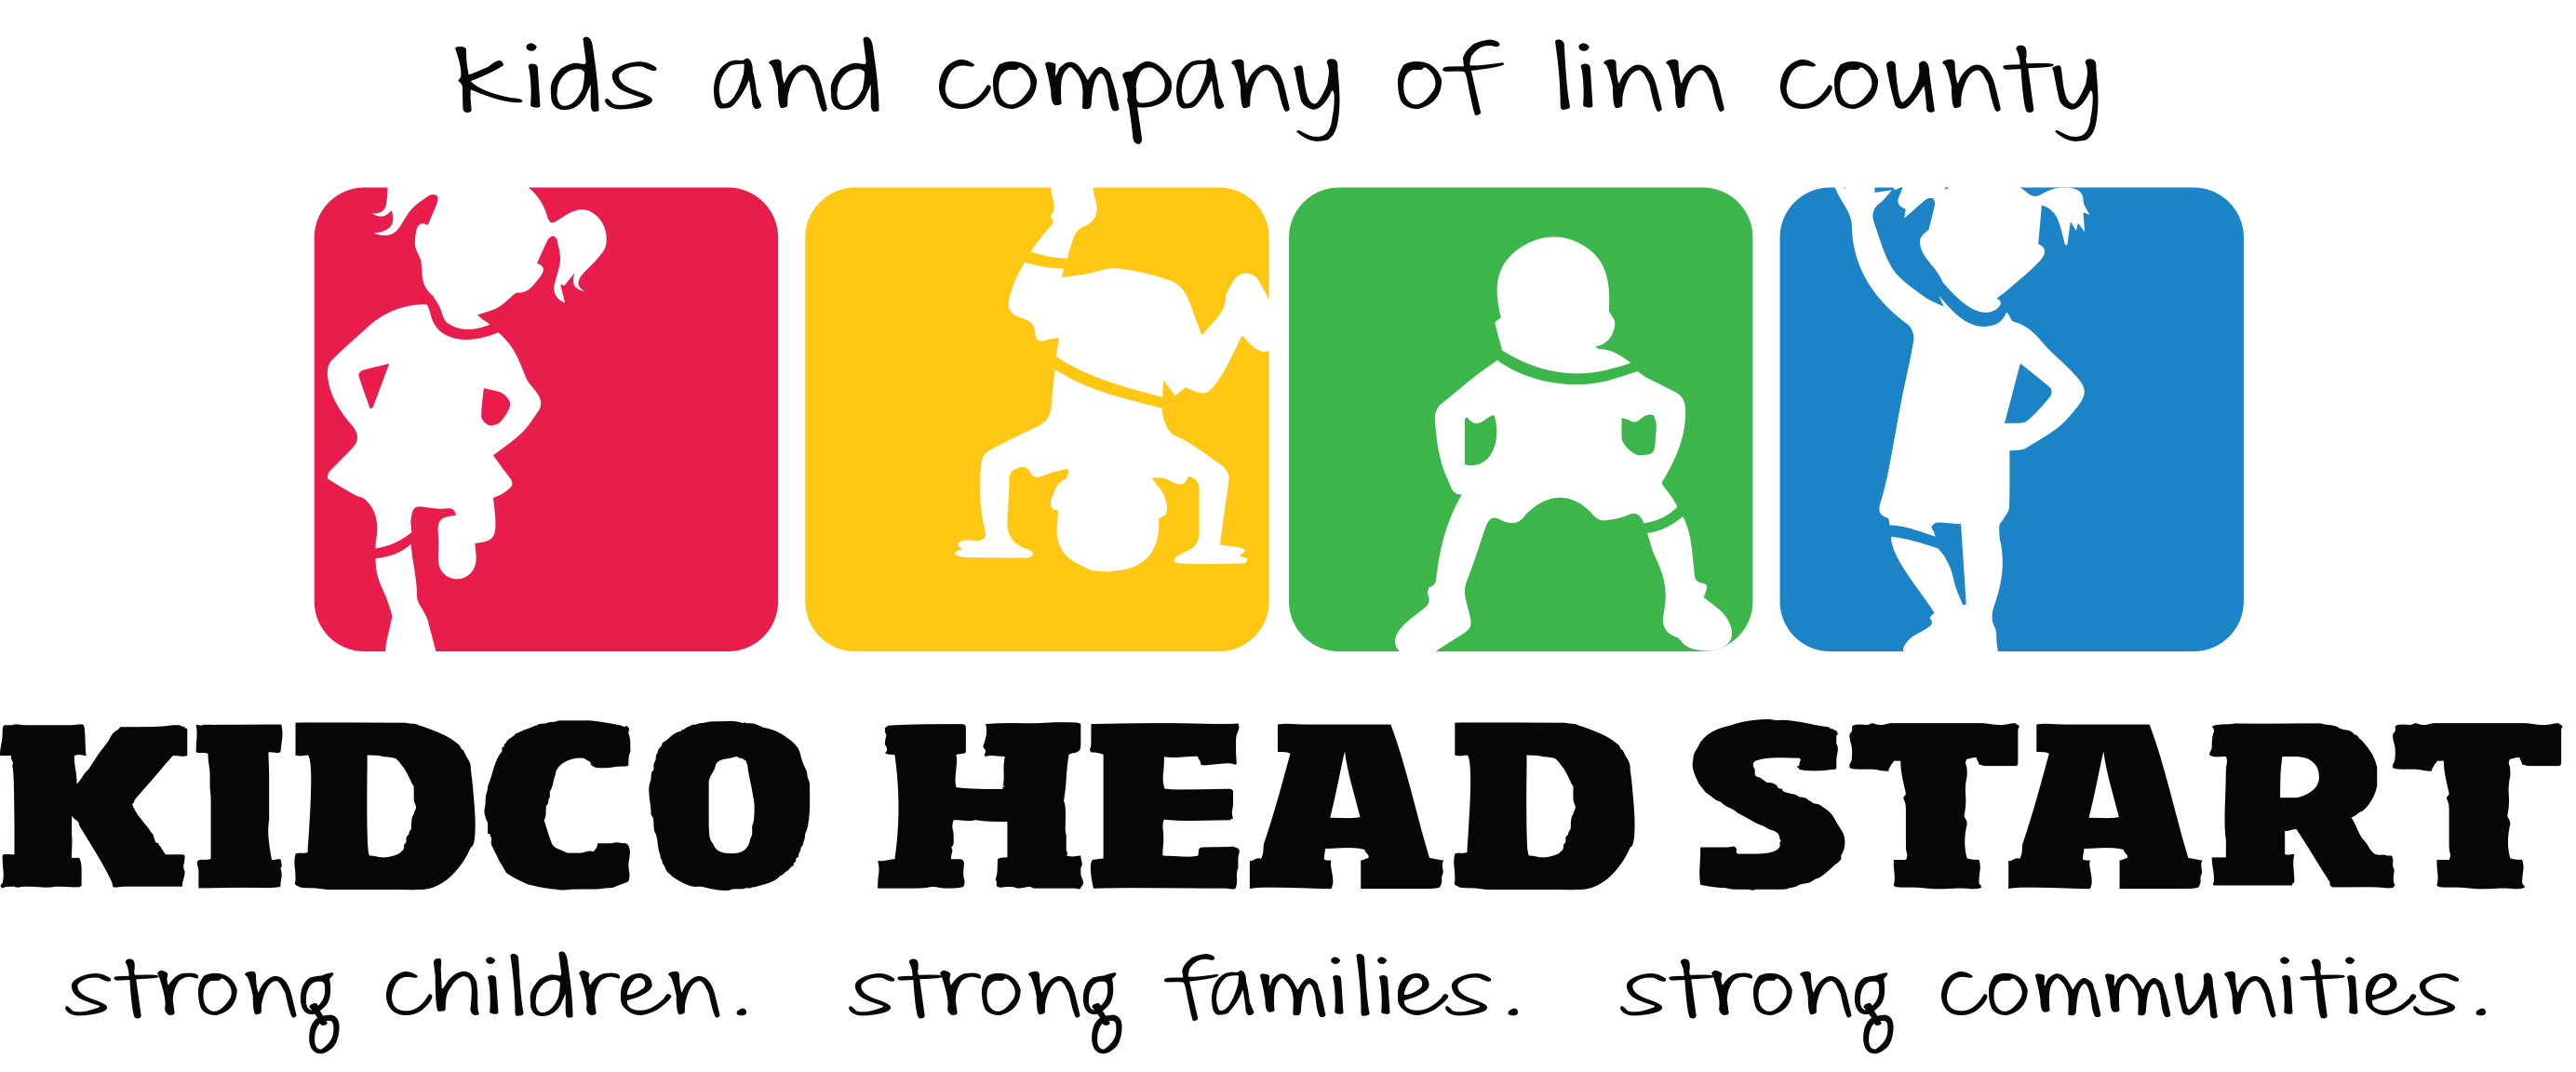 kids and company of linn county
KIDCO HEAD START
strong children. strong families. strong communities.